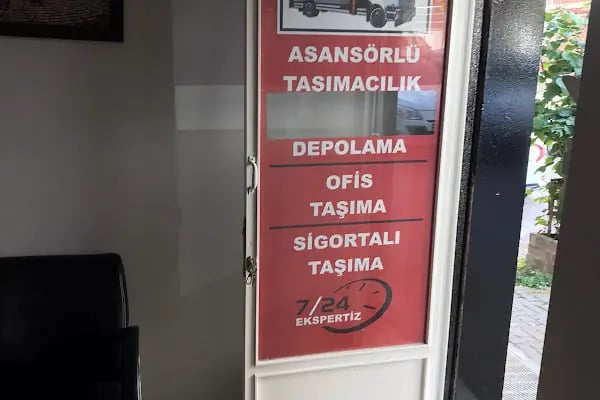 ASANSÖRLÜ
TAŞIMACILIK
DEPOLAMA
OFİS
TAŞIMA
SİGORTALI
TAŞIMA
7/24
EKSPERTİZ